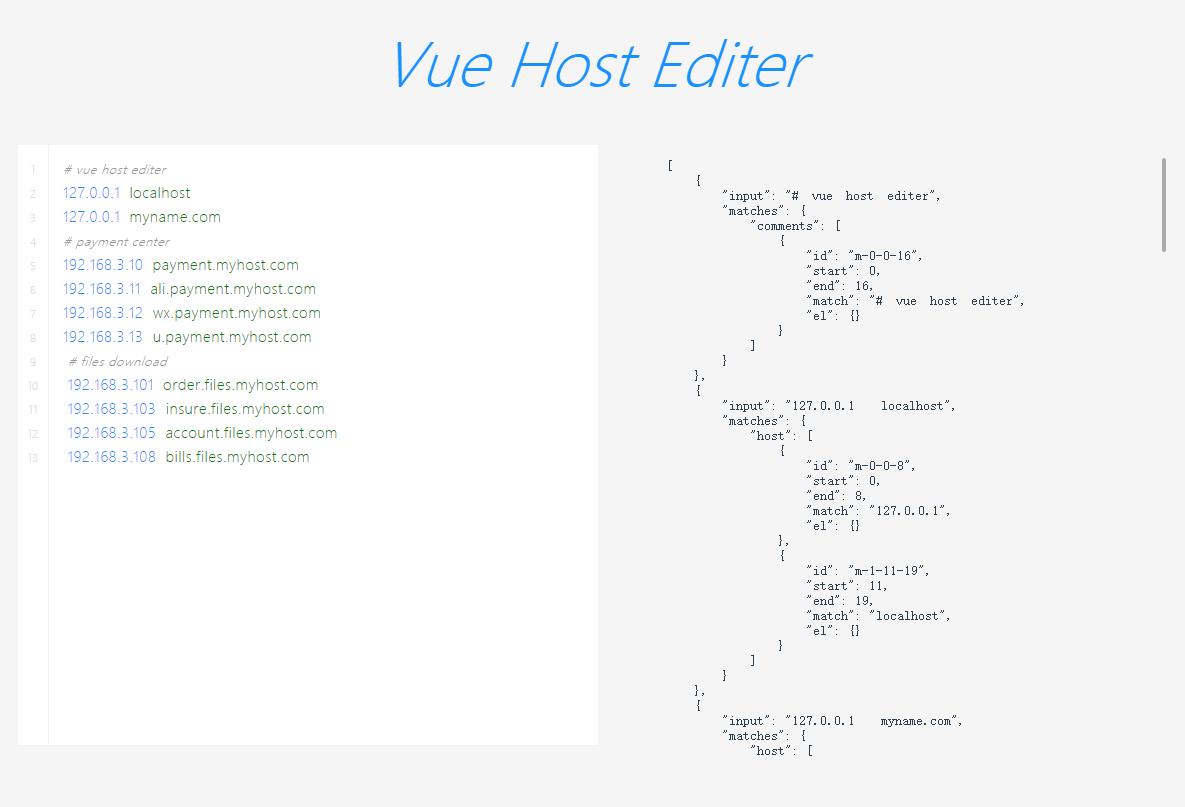 Vue Host Editer
1 # vue host editer
2 127.0.0.1 localhost
3 127.0.0.1 myname.com
4 # payment center
5 192.168.3.10 payment.myhost.com
6 192.168.3.11 ali.payment.myhost.com
7 192.168.3.12 wx.payment.myhost.com
8 192.168.3.13 u.payment.myhost.com
9 # files download
10 192.168.3.101 order.files.myhost.com
11 192.168.3.103 insure.files.myhost.com
12 192.168.3.105 account.files.myhost.com
13 192.168.3.108 bills.files.myhost.com
[
{
"input": "# vue host editer",
"matches": {
"comments": [
{
"id": "m-0-0-16",
"start": 0,
"end": 16,
"match": "# vue host editer",
"el": {}
}
]
}
},
{
"input": "127.0.0.1 localhost",
"matches": {
"host": [
{
"id": "m-0-0-8",
"start": 0,
"end": 8,
"match": "127.0.0.1",
"el": {}
},
{
"id": "m-1-11-19",
"start": 11,
"end": 19,
"match": "localhost",
"el": {}
}
]
}
},
{
"input": "127.0.0.1 myname.com",
"matches": {
"host": [